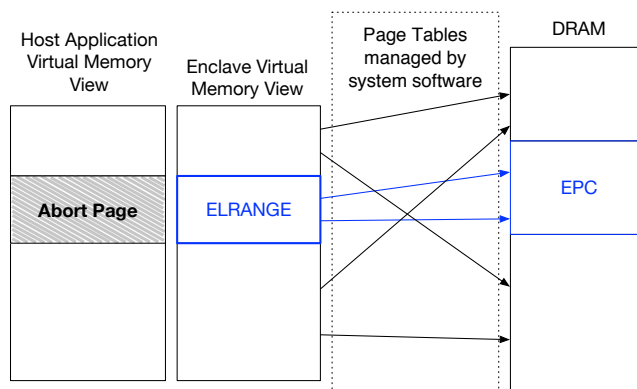 Host Application
Virtual Memory
View
Enclave Virtual
Memory View
Page Tables
managed by
system software
DRAM
Abort Page
ELRANGE
EPC